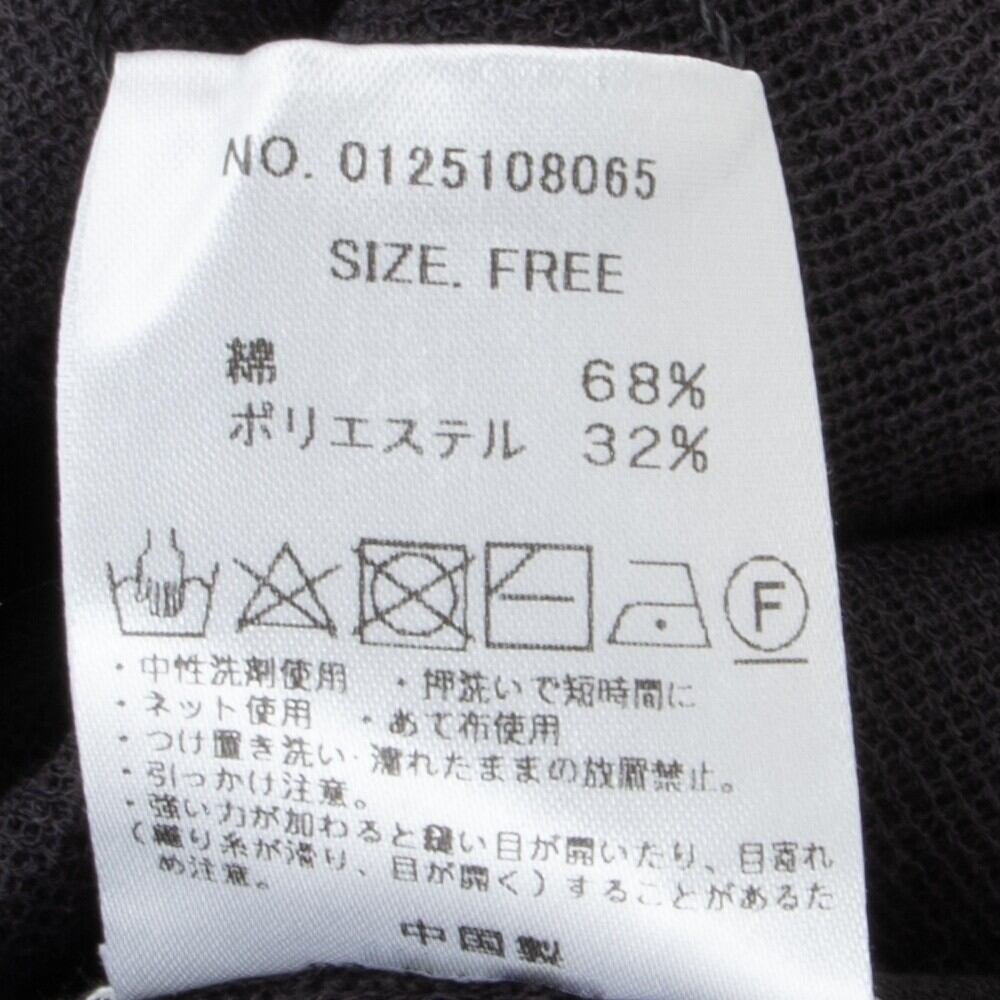 NO. 0125108065
SIZE. FREE
綿 68%
ポリエステル 32%
F
・中性洗剤使用 ・押洗いで短時間に
・ネット使用 ・あて布使用
・つけ置き洗い・濡れたままの放置禁止。
・引っかけ注意。
・強い力が加わると縫い目が開いたり、目寄れ
(織り糸が滑り、目が開く)することがあるた
め注意。
中国製